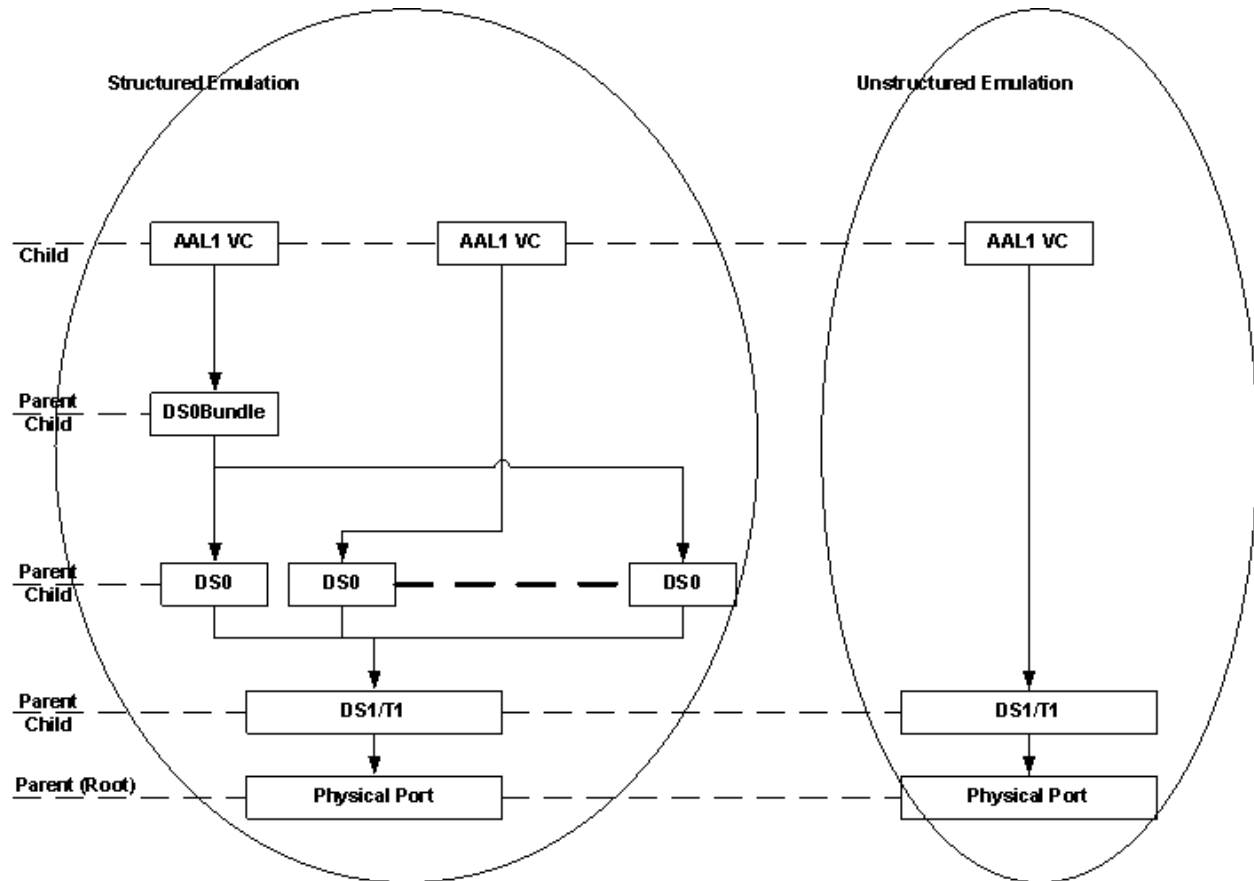 Structured Emulation
Unstructured Emulation
AAL1 VC
AAL1 VC
AAL1 VC
Child
Parent
Child
DS0Bundle
Parent
Child
DS0
DS0
DS0
Parent
Child
DS1/T1
DS1/T1
Parent (Root)
Physical Port
Physical Port